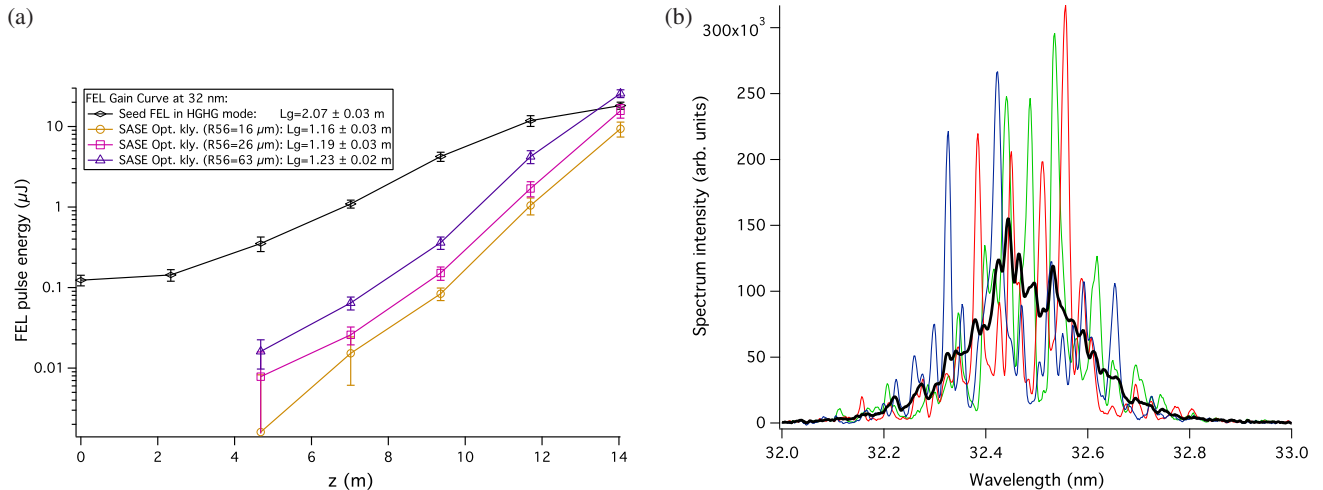 (a)
FEL Gain Curve at 32 nm:
Seed FEL in HGHG mode: Lg=2.07 ± 0.03 m
SASE Opt. kly. (R56=16 µm): Lg=1.16 ± 0.03 m
SASE Opt. kly. (R56=26 µm): Lg=1.19 ± 0.03 m
SASE Opt. kly. (R56=63 µm): Lg=1.23 ± 0.02 m
FEL pulse energy (µJ)
10
1
0.1
0.01
0 2 4 6 8 10 12 14
z (m)
(b)
Spectrum intensity (arb. units)
300x10³
250
200
150
100
50
0
32.0 32.2 32.4 32.6 32.8 33.0
Wavelength (nm)